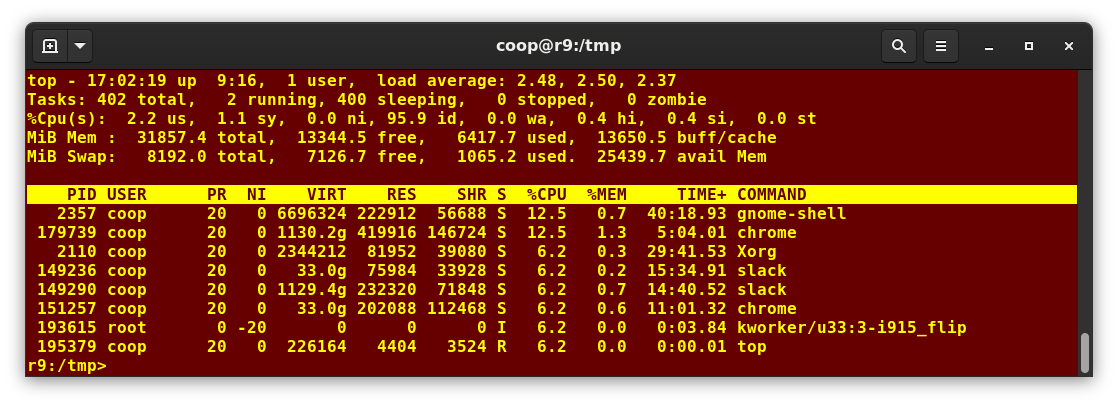 coop@r9:/tmp
top - 17:02:19 up  9:16,  1 user,  load average: 2.48, 2.50, 2.37
Tasks: 402 total,   2 running, 400 sleeping,   0 stopped,   0 zombie
%Cpu(s):  2.2 us,  1.1 sy,  0.0 ni, 95.9 id,  0.0 wa,  0.4 hi,  0.4 si,  0.0 st
MiB Mem :  31857.4 total,  13344.5 free,   6417.7 used,  13650.5 buff/cache
MiB Swap:   8192.0 total,   7126.7 free,   1065.2 used.  25439.7 avail Mem
    PID USER      PR  NI    VIRT    RES    SHR S  %CPU  %MEM     TIME+ COMMAND
   2357 coop      20   0 6696324 222912  56688 S  12.5   0.7  40:18.93 gnome-shell
 179739 coop      20   0 1130.2g 419916 146724 S  12.5   1.3   5:04.01 chrome
   2110 coop      20   0 2344212  81952  39080 S   6.2   0.3  29:41.53 Xorg
 149236 coop      20   0   33.0g  75984  33928 S   6.2   0.2  15:34.91 slack
 149290 coop      20   0 1129.4g 232320  71848 S   6.2   0.7  14:40.52 slack
 151257 coop      20   0   33.0g 202088 112468 S   6.2   0.6  11:01.32 chrome
 193615 root       0 -20       0      0      0 I   6.2   0.0   0:03.84 kworker/u33:3-i915_flip
 195379 coop      20   0  226164   4404   3524 R   6.2   0.0   0:00.01 top
r9:/tmp>